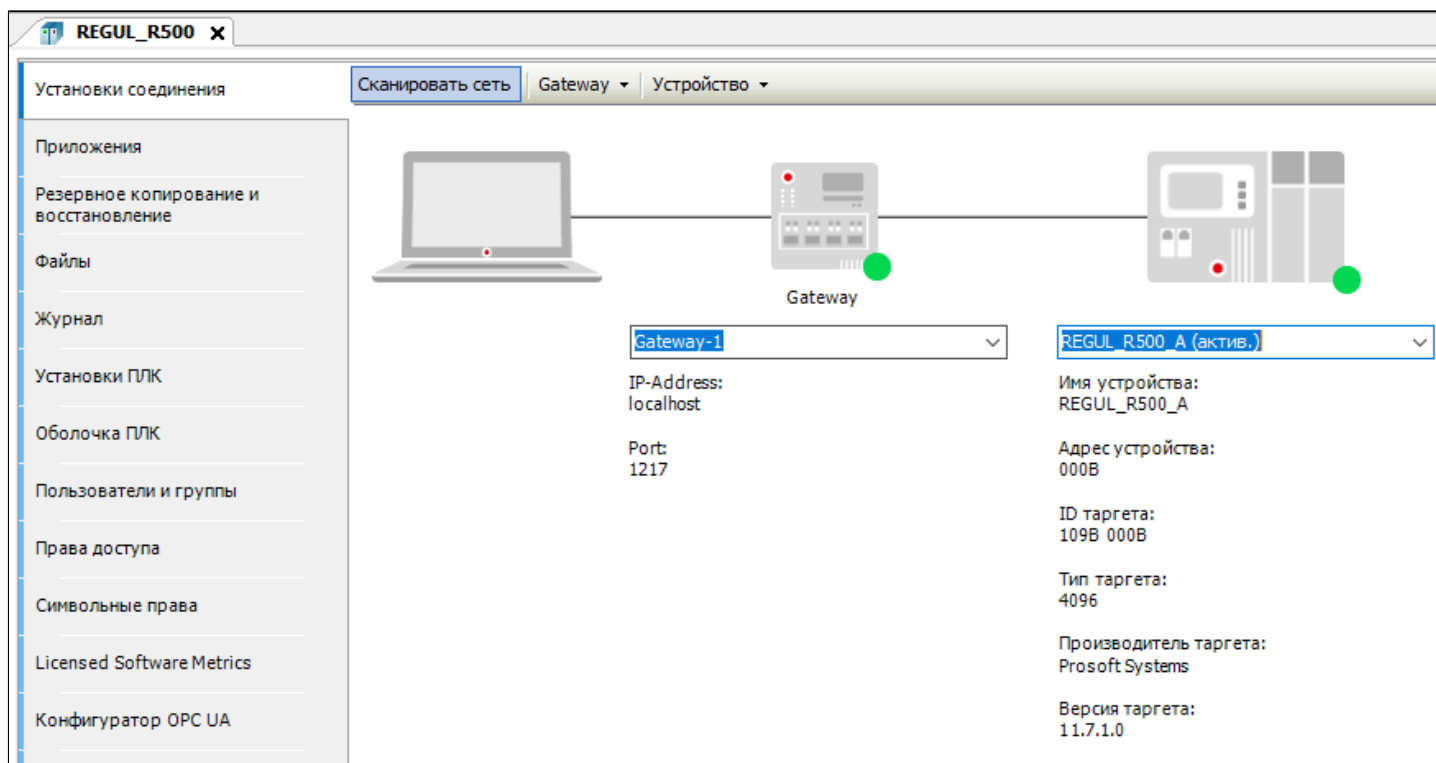 REGUL_R500 x
Установки соединения
Сканировать сеть Gateway Устройство
Приложения
Резервное копирование и
восстановление
Файлы
Журнал
Установки ПЛК
Оболочка ПЛК
Пользователи и группы
Права доступа
Символьные права
Licensed Software Metrics
Конфигуратор OPC UA
Gateway
Gateway-1
IP-Address:
localhost
Port:
1217
REGUL_R500_A (актив.)
Имя устройства:
REGUL_R500_A
Адрес устройства:
000B
ID таргета:
109B 000B
Тип таргета:
4096
Производитель таргета:
Prosoft Systems
Версия таргета:
11.7.1.0